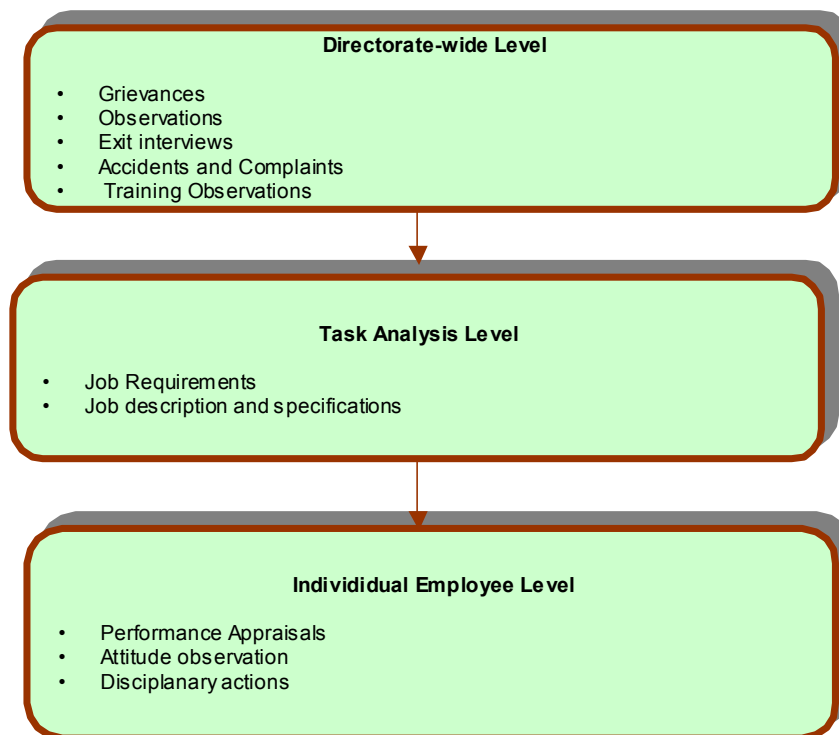 Directorate-wide Level
• Grievances
• Observations
• Exit interviews
• Accidents and Complaints
• Training Observations
Task Analysis Level
• Job Requirements
• Job description and specifications
Individidual Employee Level
• Performance Appraisals
• Attitude observation
• Disciplanary actions